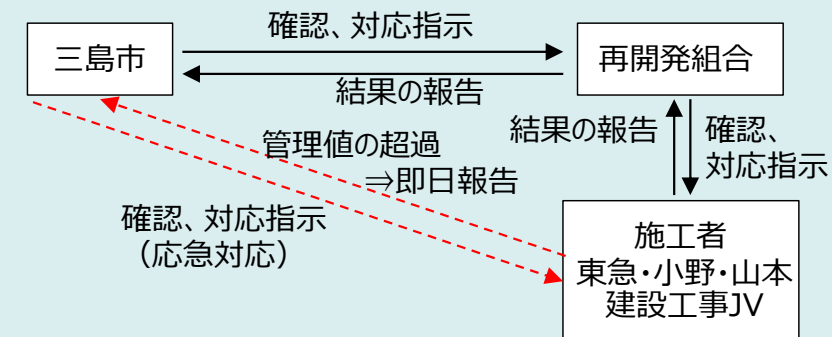 確認、対応指示
三島市
再開発組合
結果の報告
管理値の超過
⇒即日報告
結果の報告
確認、
対応指示
確認、対応指示
（応急対応）
施工者
東急・小野・山本
建設工事JV